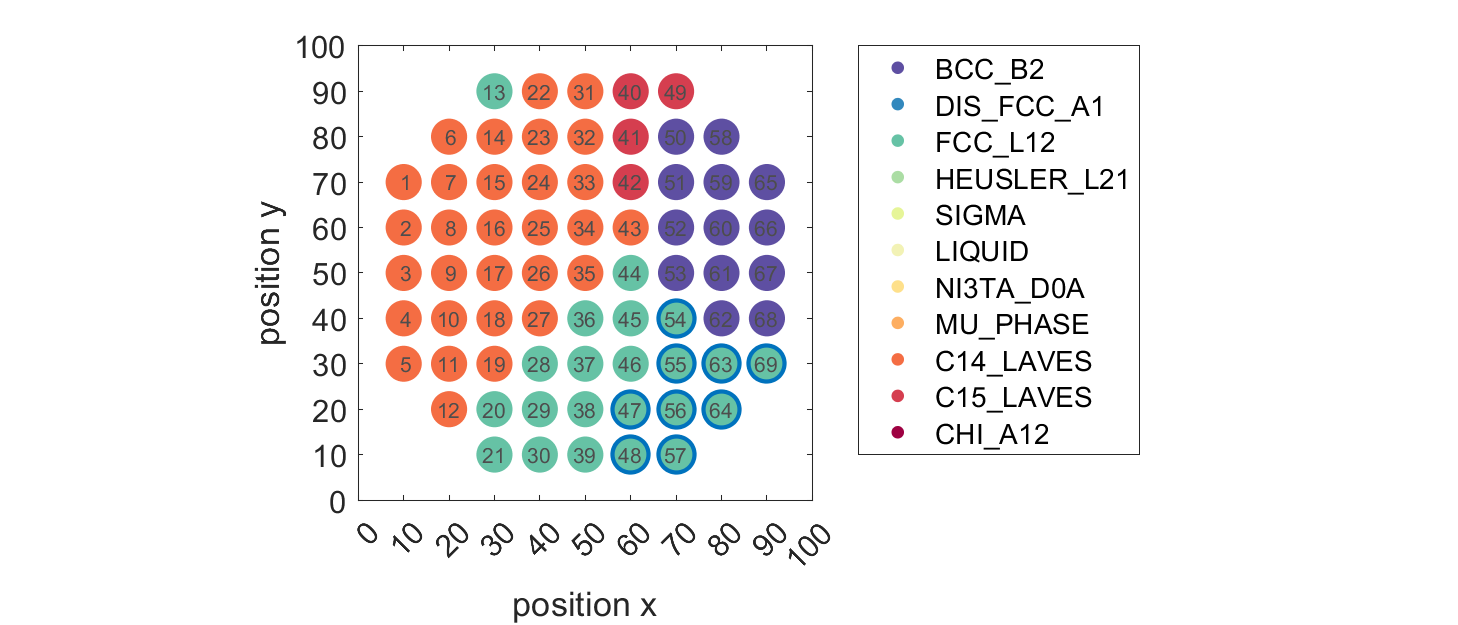 100
90
80
70
60
50
40
30
20
10
0
position y
13 22 31 40 49
6 14 23 32 41 50 58
1 7 15 24 33 42 51 59 65
2 8 16 25 34 43 52 60 66
3 9 17 26 35 44 53 61 67
4 10 18 27 36 45 54 62 68
5 11 19 28 37 46 55 63 69
12 20 29 38 47 56 64
21 30 39 48 57
0 10 20 30 40 50 60 70 80 90 100
position x
BCC_B2
DIS_FCC_A1
FCC_L12
HEUSLER_L21
SIGMA
LIQUID
NI3TA_D0A
MU_PHASE
C14_LAVES
C15_LAVES
CHI_A12